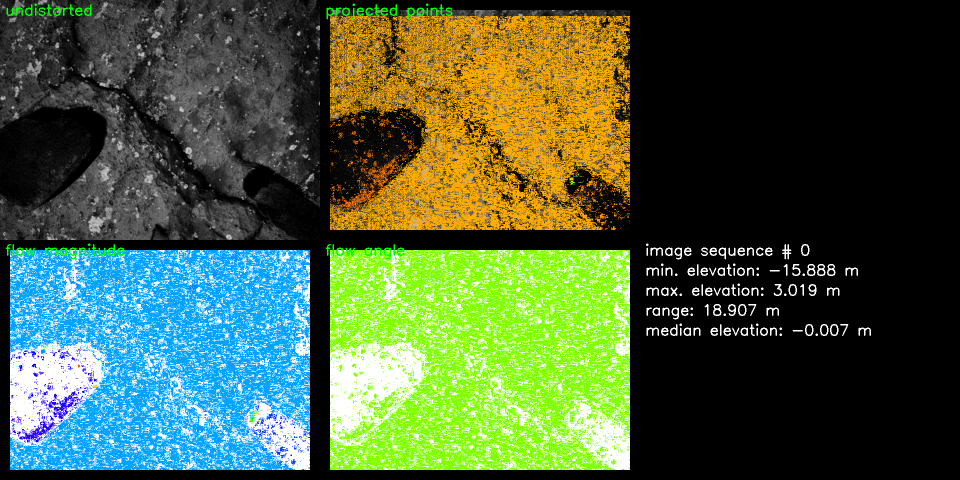 undistorted
projected points
flow magnitude
flow angle
image sequence # 0
min. elevation: −15.888 m
max. elevation: 3.019 m
range: 18.907 m
median elevation: −0.007 m